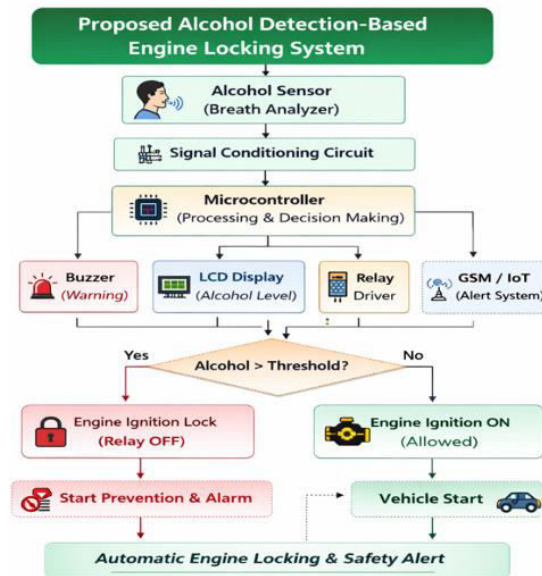 Proposed Alcohol Detection-Based
Engine Locking System
Alcohol Sensor
(Breath Analyzer)
Signal Conditioning Circuit
Microcontroller
(Processing & Decision Making)
Buzzer
(Warning)
LCD Display
(Alcohol Level)
Relay
Driver
GSM / IoT
(Alert System)
Yes
Alcohol > Threshold?
No
Engine Ignition Lock
(Relay OFF)
Engine Ignition ON
(Allowed)
Start Prevention & Alarm
Vehicle Start
Automatic Engine Locking & Safety Alert